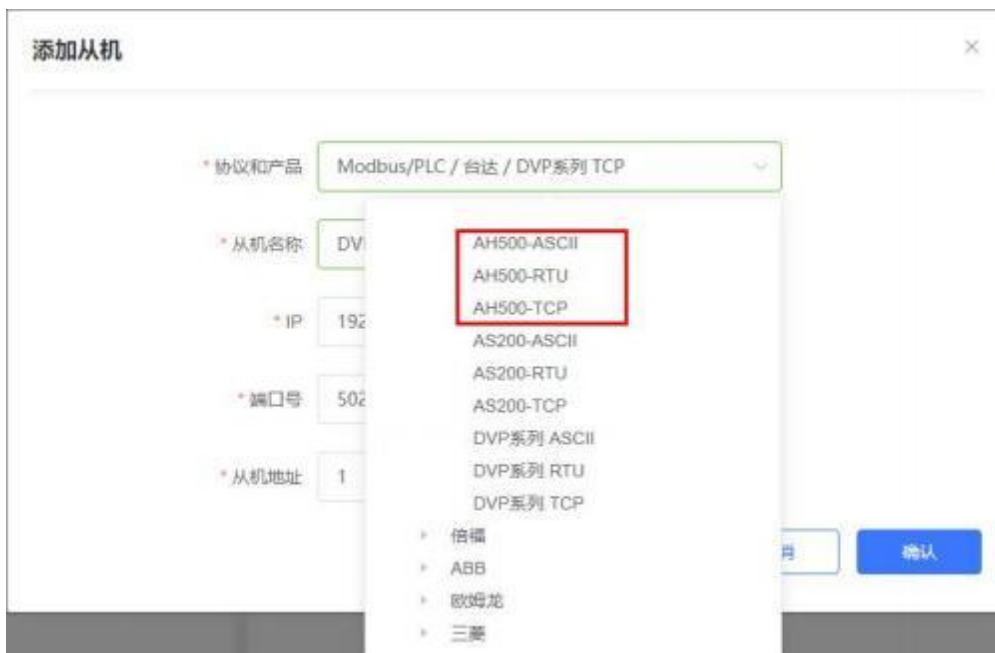 添加从机
* 协议和产品 Modbus/PLC / 台达 / DVP系列 TCP
* 从机名称 DV
AH500-ASCII
AH500-RTU
* IP 192
AH500-TCP
AS200-ASCII
AS200-RTU
* 端口号 502
AS200-TCP
DVP系列 ASCII
* 从机地址 1
DVP系列 RTU
DVP系列 TCP
倍福
消 确认
ABB
欧姆龙
三菱